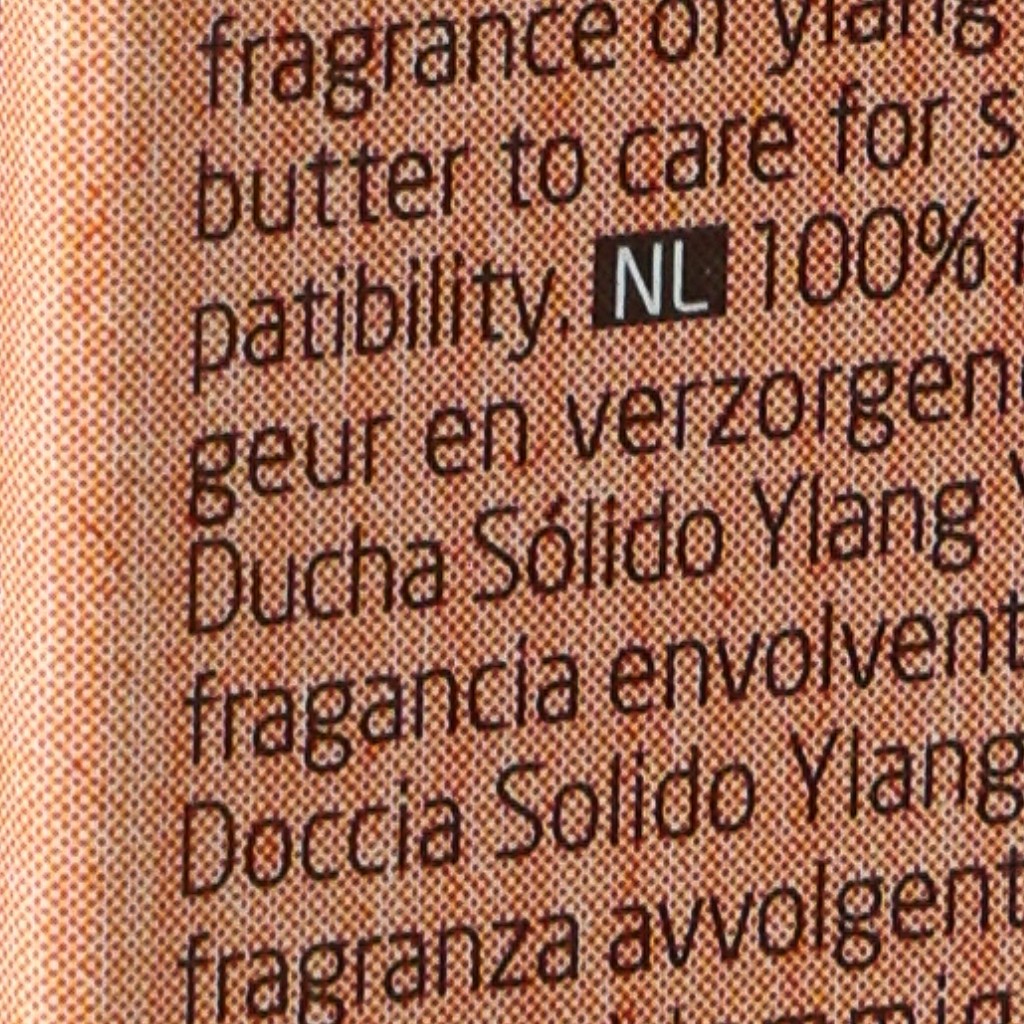 fragrance of ylang
butter to care for s
patibility. NL 100%
geur en verzorgen
Ducha Sólido Ylang
fragancia envolvent
Doccia Solido Ylang
fragranza avvolgent